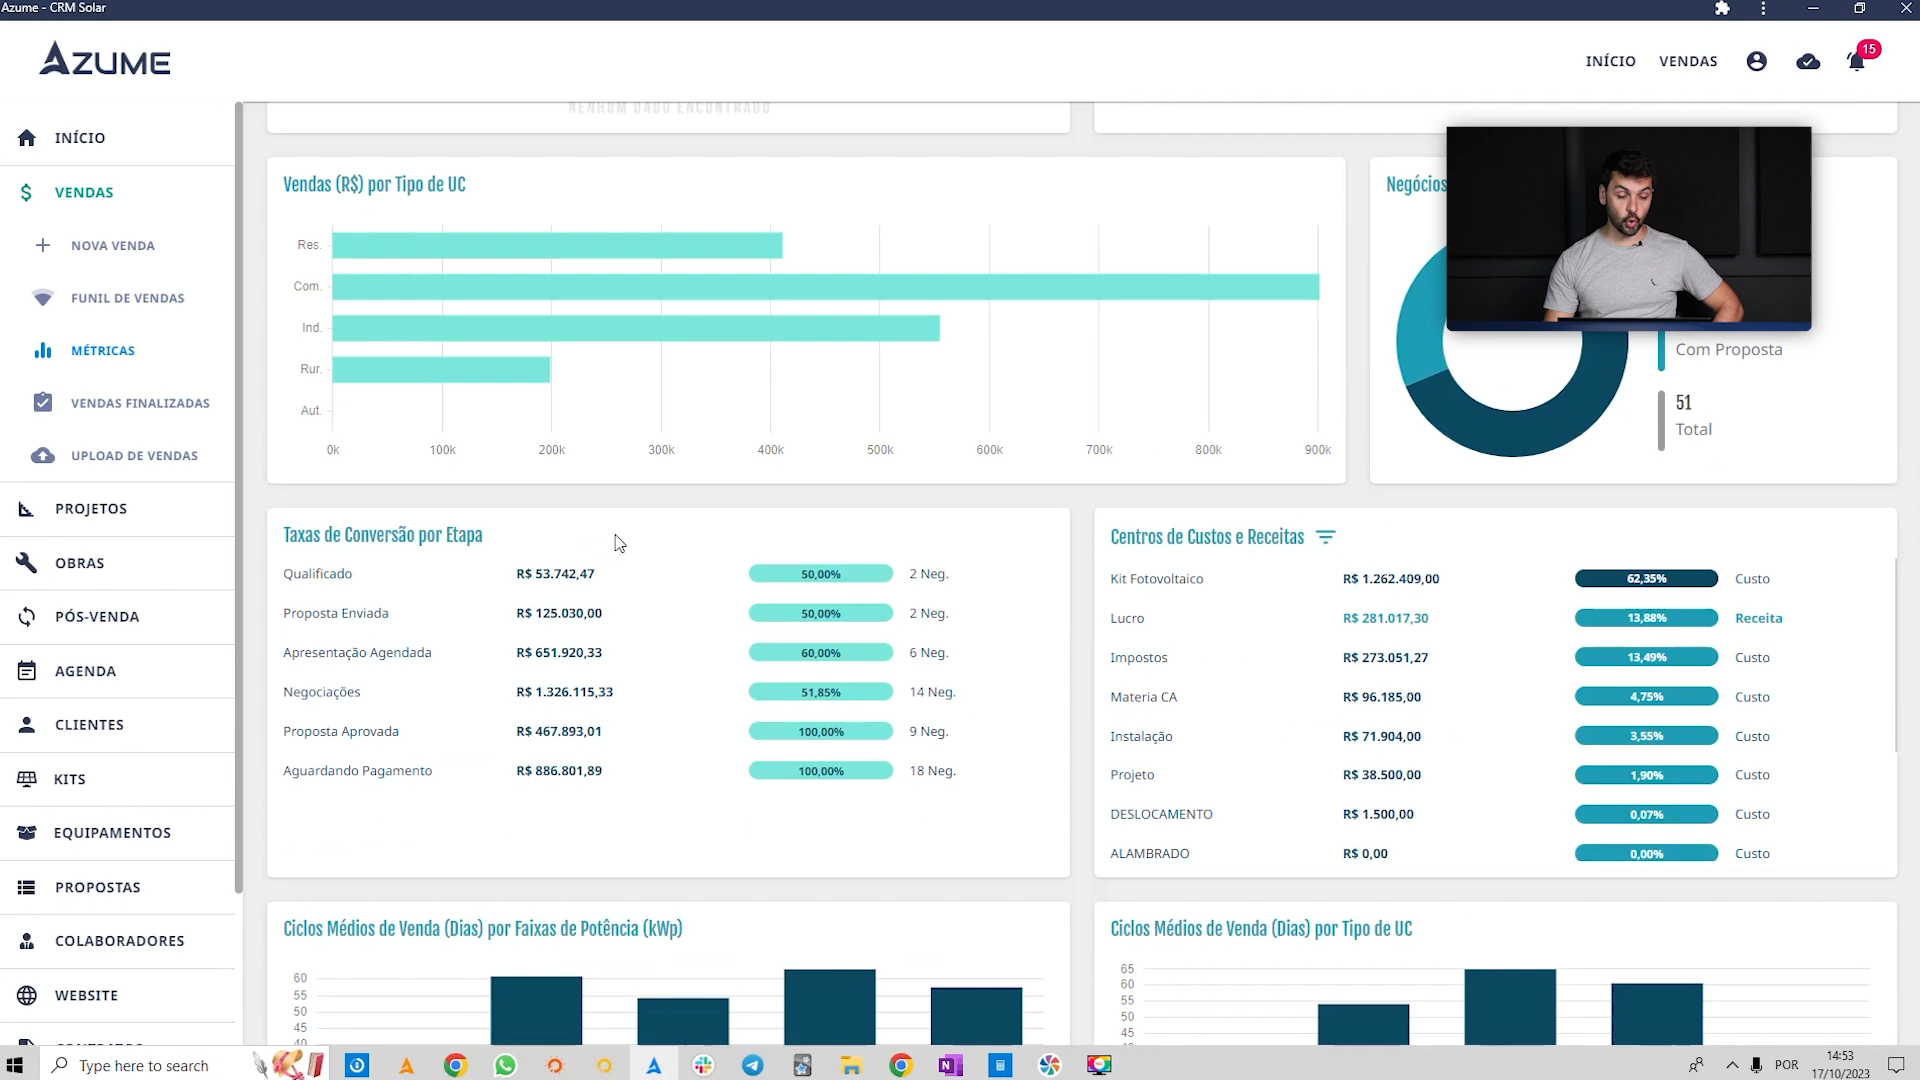 Azume - CRM Solar
AZUME
INÍCIO
VENDAS
15
INÍCIO
VENDAS
NOVA VENDA
FUNIL DE VENDAS
MÉTRICAS
VENDAS FINALIZADAS
UPLOAD DE VENDAS
PROJETOS
OBRAS
PÓS-VENDA
AGENDA
CLIENTES
KITS
EQUIPAMENTOS
PROPOSTAS
COLABORADORES
WEBSITE
NENHUM DADO ENCONTRADO
Vendas (R$) por Tipo de UC
Res.
Com.
Ind.
Rur.
Aut.
0k 100k 200k 300k 400k 500k 600k 700k 800k 900k
Negócios
Com Proposta
51
Total
Taxas de Conversão por Etapa
Qualificado R$ 53.742,47 50,00% 2 Neg.
Proposta Enviada R$ 125.030,00 50,00% 2 Neg.
Apresentação Agendada R$ 651.920,33 60,00% 6 Neg.
Negociações R$ 1.326.115,33 51,85% 14 Neg.
Proposta Aprovada R$ 467.893,01 100,00% 9 Neg.
Aguardando Pagamento R$ 886.801,89 100,00% 18 Neg.
Centros de Custos e Receitas
Kit Fotovoltaico R$ 1.262.409,00 62,35% Custo
Lucro R$ 281.017,30 13,88% Receita
Impostos R$ 273.051,27 13,49% Custo
Materia CA R$ 96.185,00 4,75% Custo
Instalação R$ 71.904,00 3,55% Custo
Projeto R$ 38.500,00 1,90% Custo
DESLOCAMENTO R$ 1.500,00 0,07% Custo
ALAMBRADO R$ 0,00 0,00% Custo
Ciclos Médios de Venda (Dias) por Faixas de Potência (kWp)
60
55
50
45
40
Ciclos Médios de Venda (Dias) por Tipo de UC
65
60
55
50
45
Type here to search
POR
14:53
17/10/2023